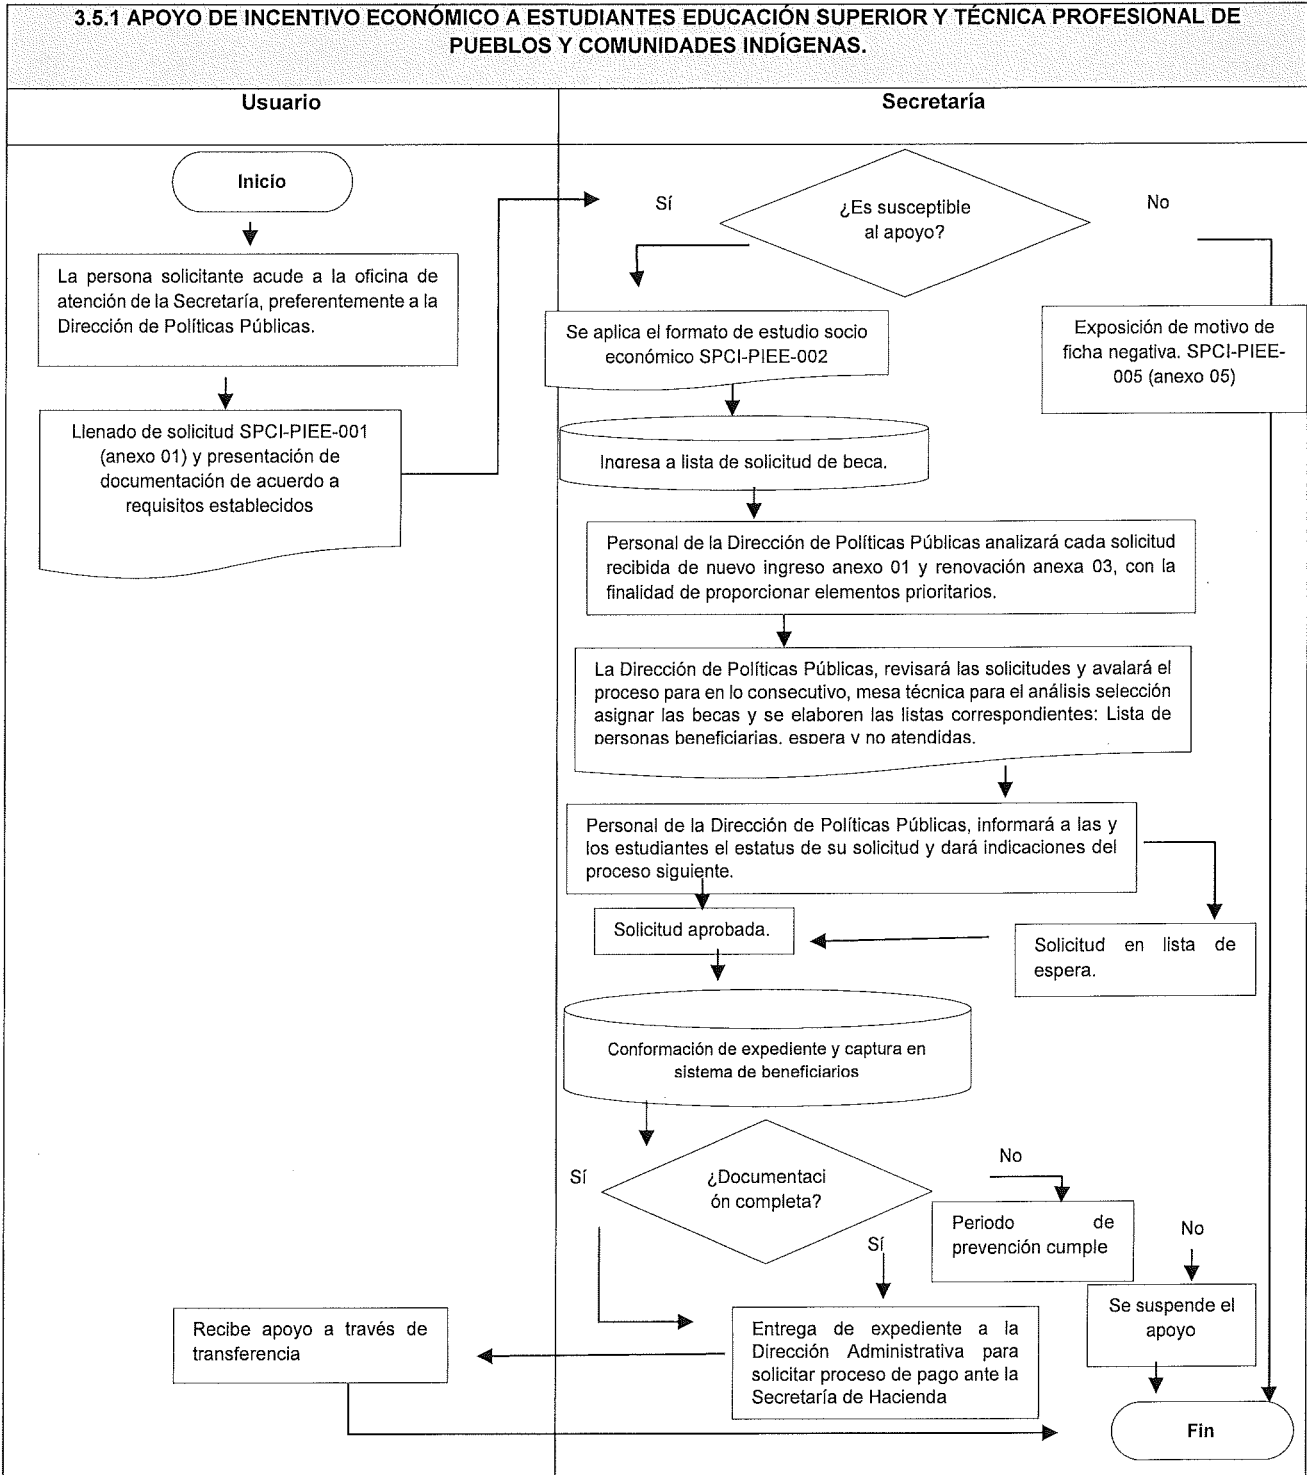 3.5.1 APOYO DE INCENTIVO ECONÓMICO A ESTUDIANTES EDUCACIÓN SUPERIOR Y TÉCNICA PROFESIONAL DE
PUEBLOS Y COMUNIDADES INDÍGENAS.
Usuario
Secretaría
Inicio
La persona solicitante acude a la oficina de
atención de la Secretaría, preferentemente a la
Dirección de Políticas Públicas.
Llenado de solicitud SPCI-PIEE-001
(anexo 01) y presentación de
documentación de acuerdo a
requisitos establecidos
Sí
¿Es susceptible
al apoyo?
No
Se aplica el formato de estudio socio
económico SPCI-PIEE-002
Exposición de motivo de
ficha negativa. SPCI-PIEE-
005 (anexo 05)
Ingresa a lista de solicitud de beca.
Personal de la Dirección de Políticas Públicas analizará cada solicitud
recibida de nuevo ingreso anexo 01 y renovación anexa 03, con la
finalidad de proporcionar elementos prioritarios.
La Dirección de Políticas Públicas, revisará las solicitudes y avalará el
proceso para en lo consecutivo, mesa técnica para el análisis selección
asignar las becas y se elaboren las listas correspondientes: Lista de
personas beneficiarias, espera y no atendidas.
Personal de la Dirección de Políticas Públicas, informará a las y
los estudiantes el estatus de su solicitud y dará indicaciones del
proceso siguiente.
Solicitud aprobada.
Solicitud en lista de
espera.
Conformación de expediente y captura en
sistema de beneficiarios
Sí
¿Documentaci
ón completa?
No
Periodo de
prevención cumple
Sí
No
Se suspende el
apoyo
Recibe apoyo a través de
transferencia
Entrega de expediente a la
Dirección Administrativa para
solicitar proceso de pago ante la
Secretaría de Hacienda
Fin